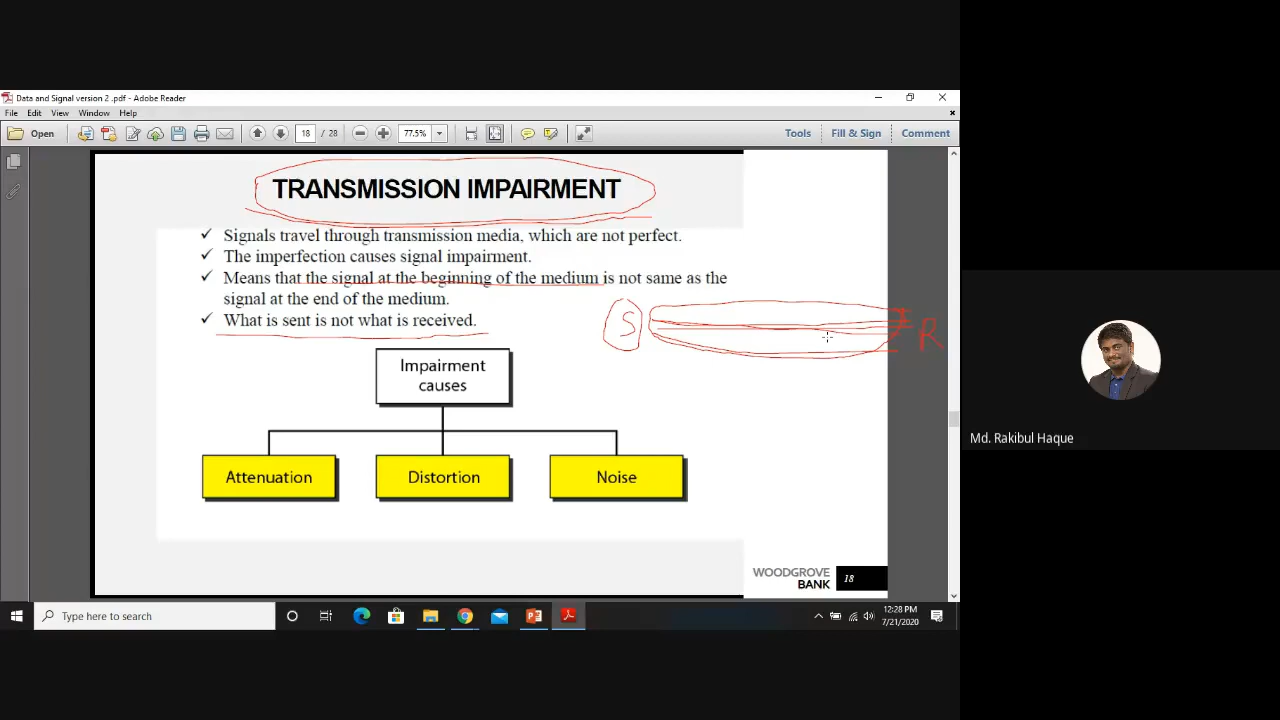 Data and Signal version 2 .pdf - Adobe Reader
File Edit View Window Help
Open 18 / 28 77.5% Tools Fill & Sign Comment
TRANSMISSION IMPAIRMENT
✓ Signals travel through transmission media, which are not perfect.
✓ The imperfection causes signal impairment.
✓ Means that the signal at the beginning of the medium is not same as the
signal at the end of the medium.
✓ What is sent is not what is received.
S R
Impairment
causes
Attenuation Distortion Noise
WOODGROVE
BANK 18
Md. Rakibul Haque
Type here to search
12:28 PM
7/21/2020